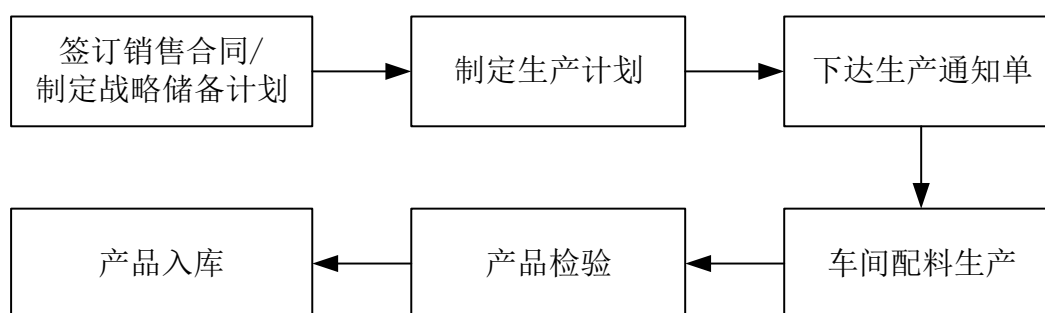 签订销售合同/
制定战略储备计划
制定生产计划
下达生产通知单
车间配料生产
产品检验
产品入库